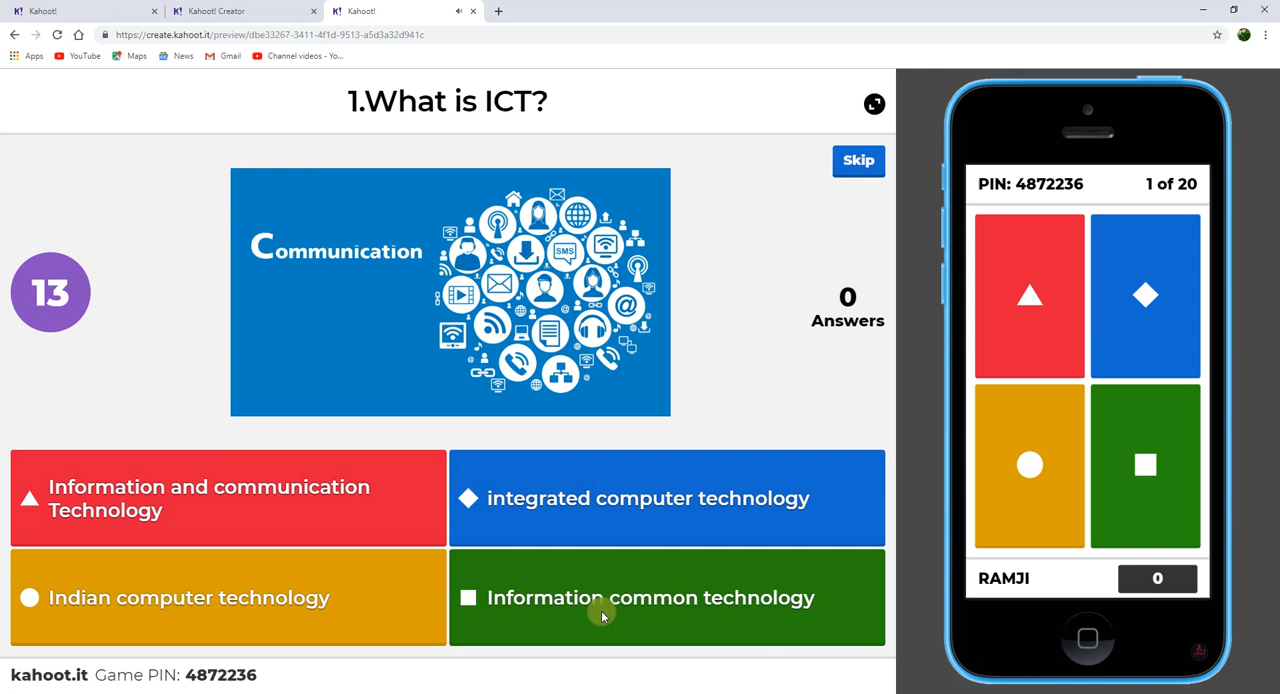 K! Kahoot!
K! Kahoot! Creator
K! Kahoot!
https://create.kahoot.it/preview/dbe33267-3411-4f1d-9513-a5d3a32d941c
Apps
YouTube
Maps
News
Gmail
Channel videos - Yo...
1.What is ICT?
Skip
Communication
SMS
13
0
Answers
Information and communication
Technology
integrated computer technology
Indian computer technology
Information common technology
kahoot.it Game PIN: 4872236
PIN: 4872236 1 of 20
RAMJI 0